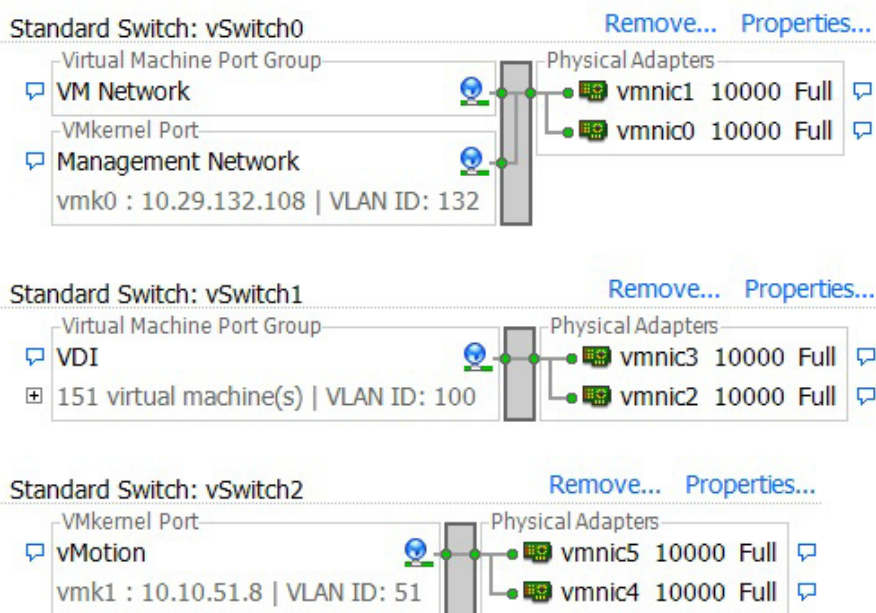 Standard Switch: vSwitch0 Remove... Properties...
Virtual Machine Port Group Physical Adapters
VM Network vmnic1 10000 Full
VMkernel Port vmnic0 10000 Full
Management Network
vmk0 : 10.29.132.108 | VLAN ID: 132
Standard Switch: vSwitch1 Remove... Properties...
Virtual Machine Port Group Physical Adapters
VDI vmnic3 10000 Full
151 virtual machine(s) | VLAN ID: 100 vmnic2 10000 Full
Standard Switch: vSwitch2 Remove... Properties...
VMkernel Port Physical Adapters
vMotion vmnic5 10000 Full
vmk1 : 10.10.51.8 | VLAN ID: 51 vmnic4 10000 Full